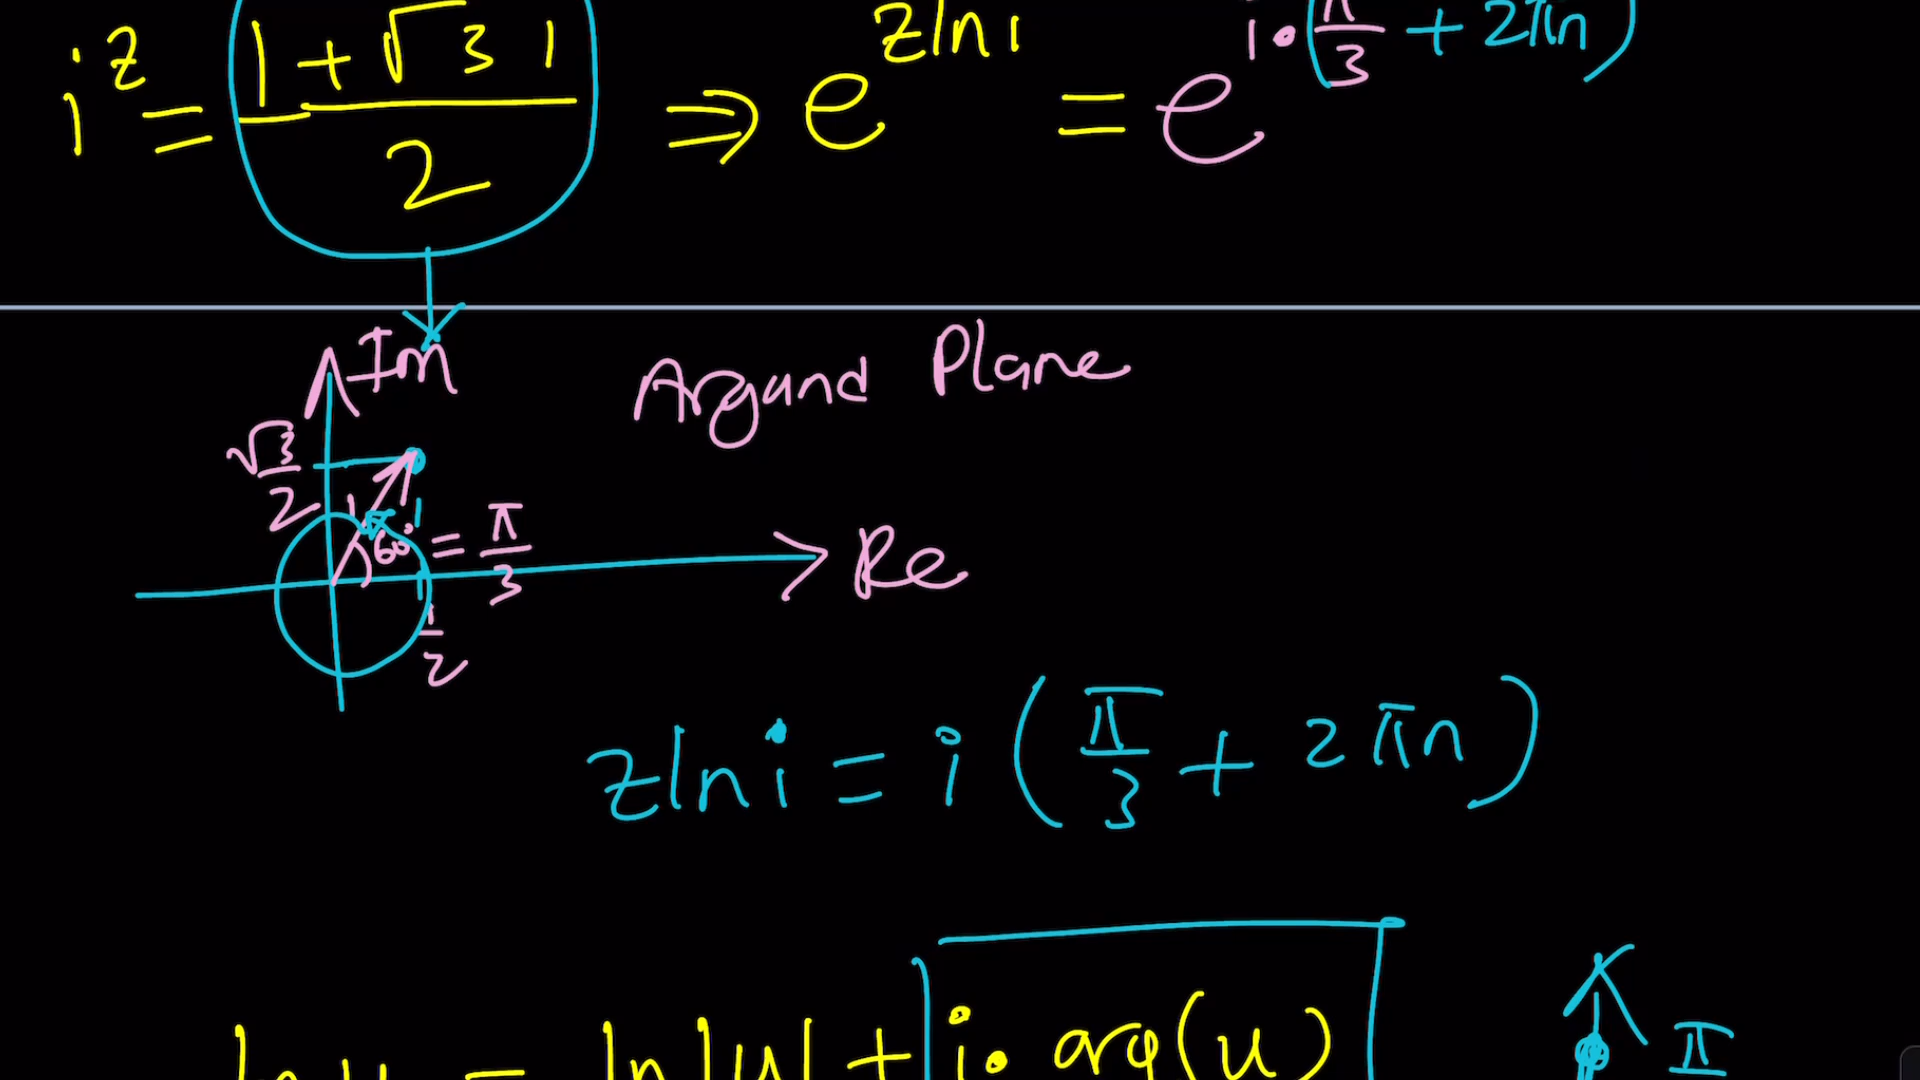 i^z = (1 + √3 i)/2 ⇒ e^(z ln i) = e^(i·(π/3 + 2πn))
Im
Argand Plane
√3/2
1
60° = π/3
Re
1/2
z ln i = i (π/3 + 2πn)
ln u = ln|u| + i· arg(u)
π